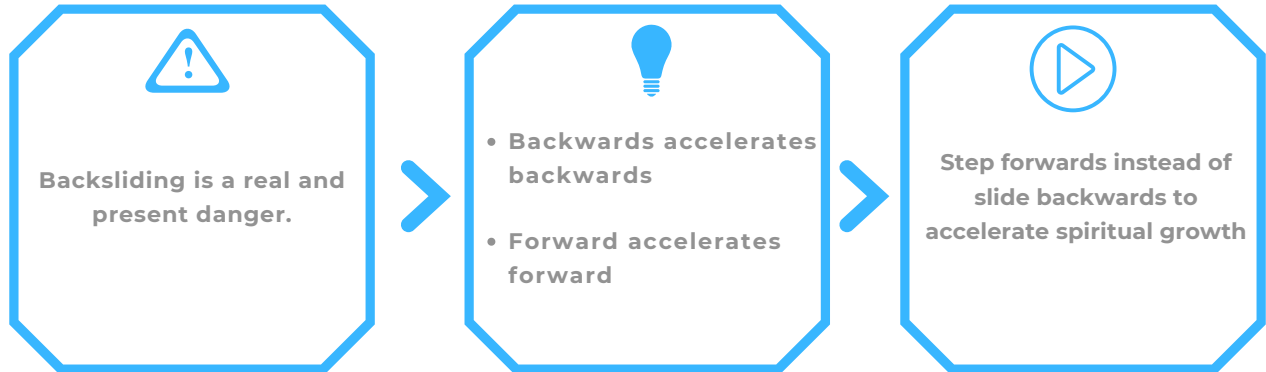 Backsliding is a real and
present danger.
• Backwards accelerates
backwards
• Forward accelerates
forward
Step forwards instead of
slide backwards to
accelerate spiritual growth